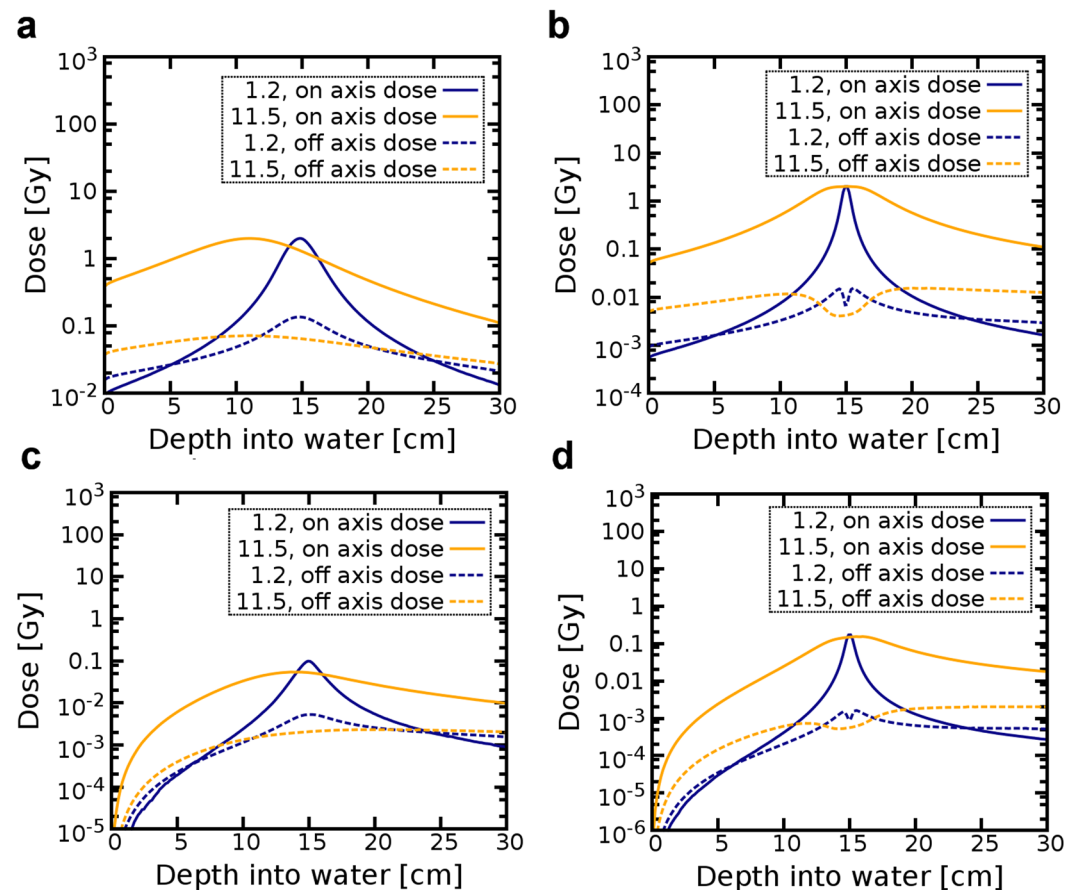 a
10^3
100
10
1
0.1
10^-2
Dose [Gy]
1.2, on axis dose
11.5, on axis dose
1.2, off axis dose
11.5, off axis dose
0 5 10 15 20 25 30
Depth into water [cm]
b
10^3
100
10
1
0.1
0.01
10^-3
10^-4
Dose [Gy]
1.2, on axis dose
11.5, on axis dose
1.2, off axis dose
11.5, off axis dose
0 5 10 15 20 25 30
Depth into water [cm]
c
10^3
100
10
1
0.1
10^-2
10^-3
10^-4
10^-5
Dose [Gy]
1.2, on axis dose
11.5, on axis dose
1.2, off axis dose
11.5, off axis dose
0 5 10 15 20 25 30
Depth into water [cm]
d
10^3
100
10
1
0.1
0.01
10^-3
10^-4
10^-5
10^-6
Dose [Gy]
1.2, on axis dose
11.5, on axis dose
1.2, off axis dose
11.5, off axis dose
0 5 10 15 20 25 30
Depth into water [cm]